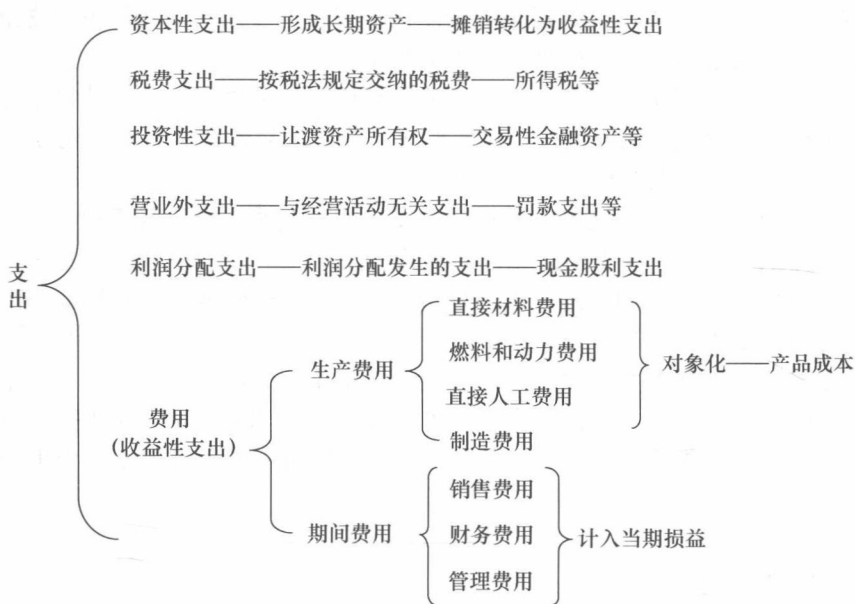 资本性支出——形成长期资产——摊销转化为收益性支出
税费支出——按税法规定交纳的税费——所得税等
投资性支出——让渡资产所有权——交易性金融资产等
营业外支出——与经营活动无关支出——罚款支出等
利润分配支出——利润分配发生的支出——现金股利支出
支出
直接材料费用
燃料和动力费用
生产费用
对象化——产品成本
直接人工费用
制造费用
费用
(收益性支出)
销售费用
期间费用
财务费用
计入当期损益
管理费用